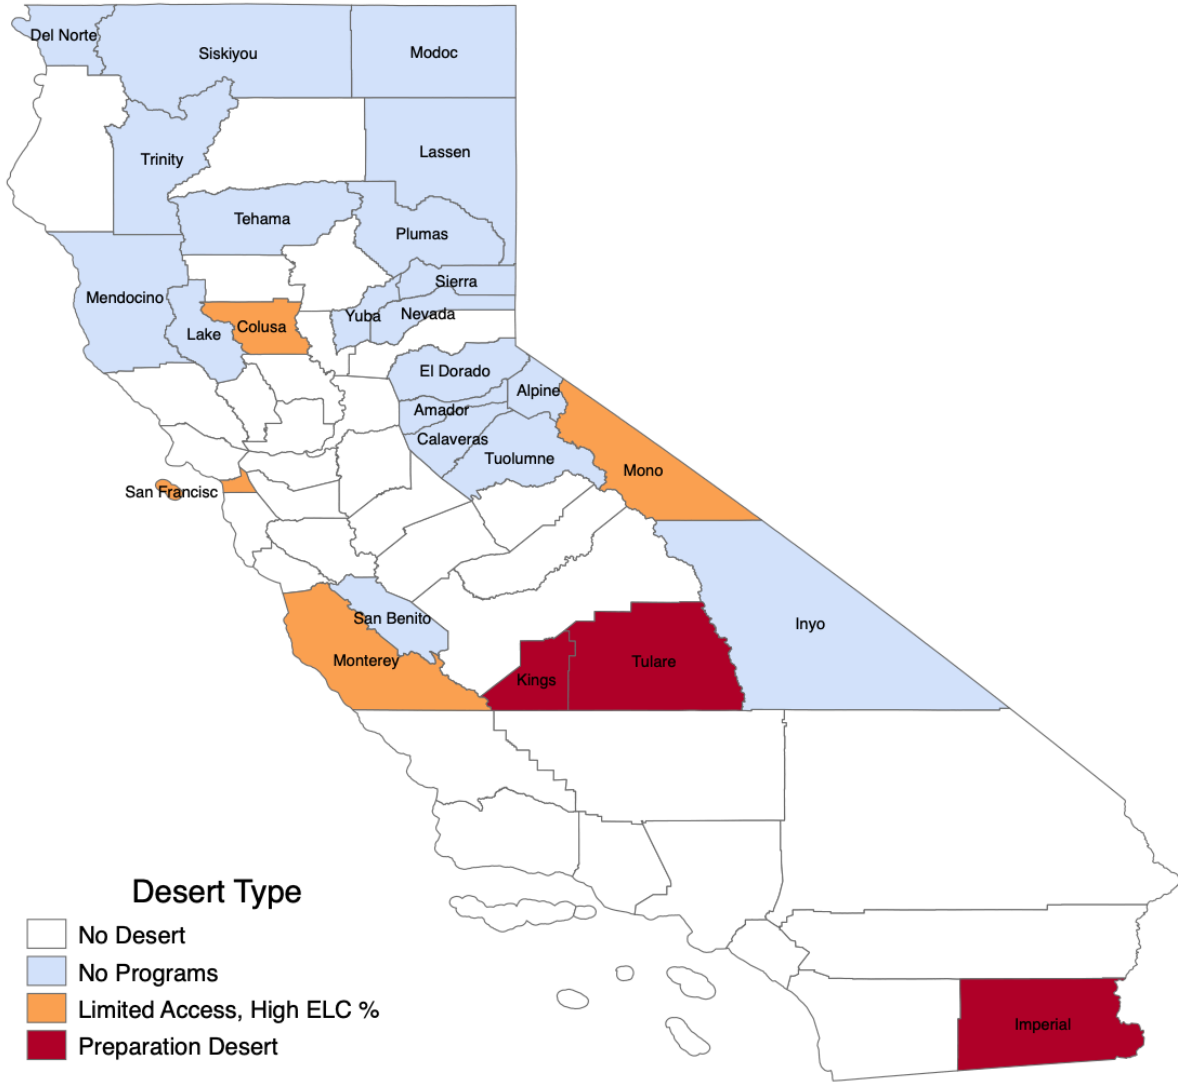 Del Norte
Siskiyou
Modoc
Trinity
Lassen
Tehama
Plumas
Sierra
Mendocino
Yuba
Nevada
Lake
Colusa
El Dorado
Alpine
Amador
Calaveras
Tuolumne
Mono
San Francisc
San Benito
Inyo
Monterey
Tulare
Kings
Desert Type
No Desert
No Programs
Limited Access, High ELC %
Imperial
Preparation Desert